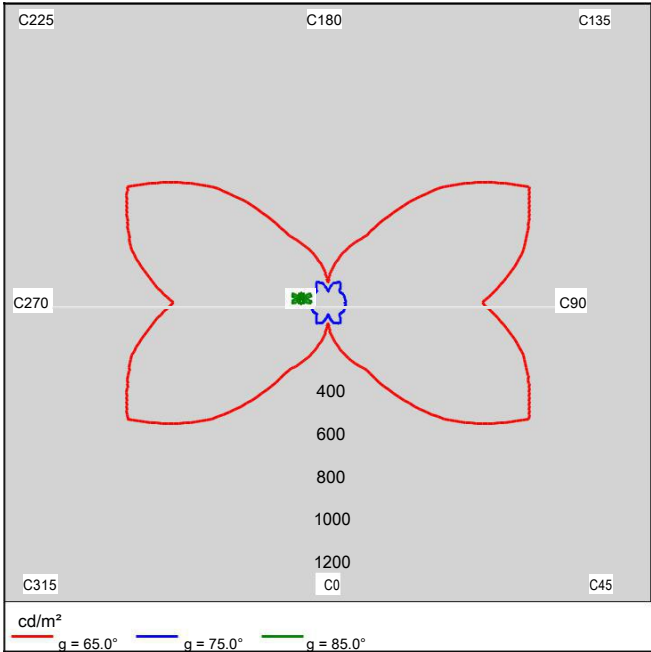 C225 C180 C135
C270 C90
400
600
800
1000
1200
C315 C0 C45
cd/m²
g = 65.0° g = 75.0° g = 85.0°